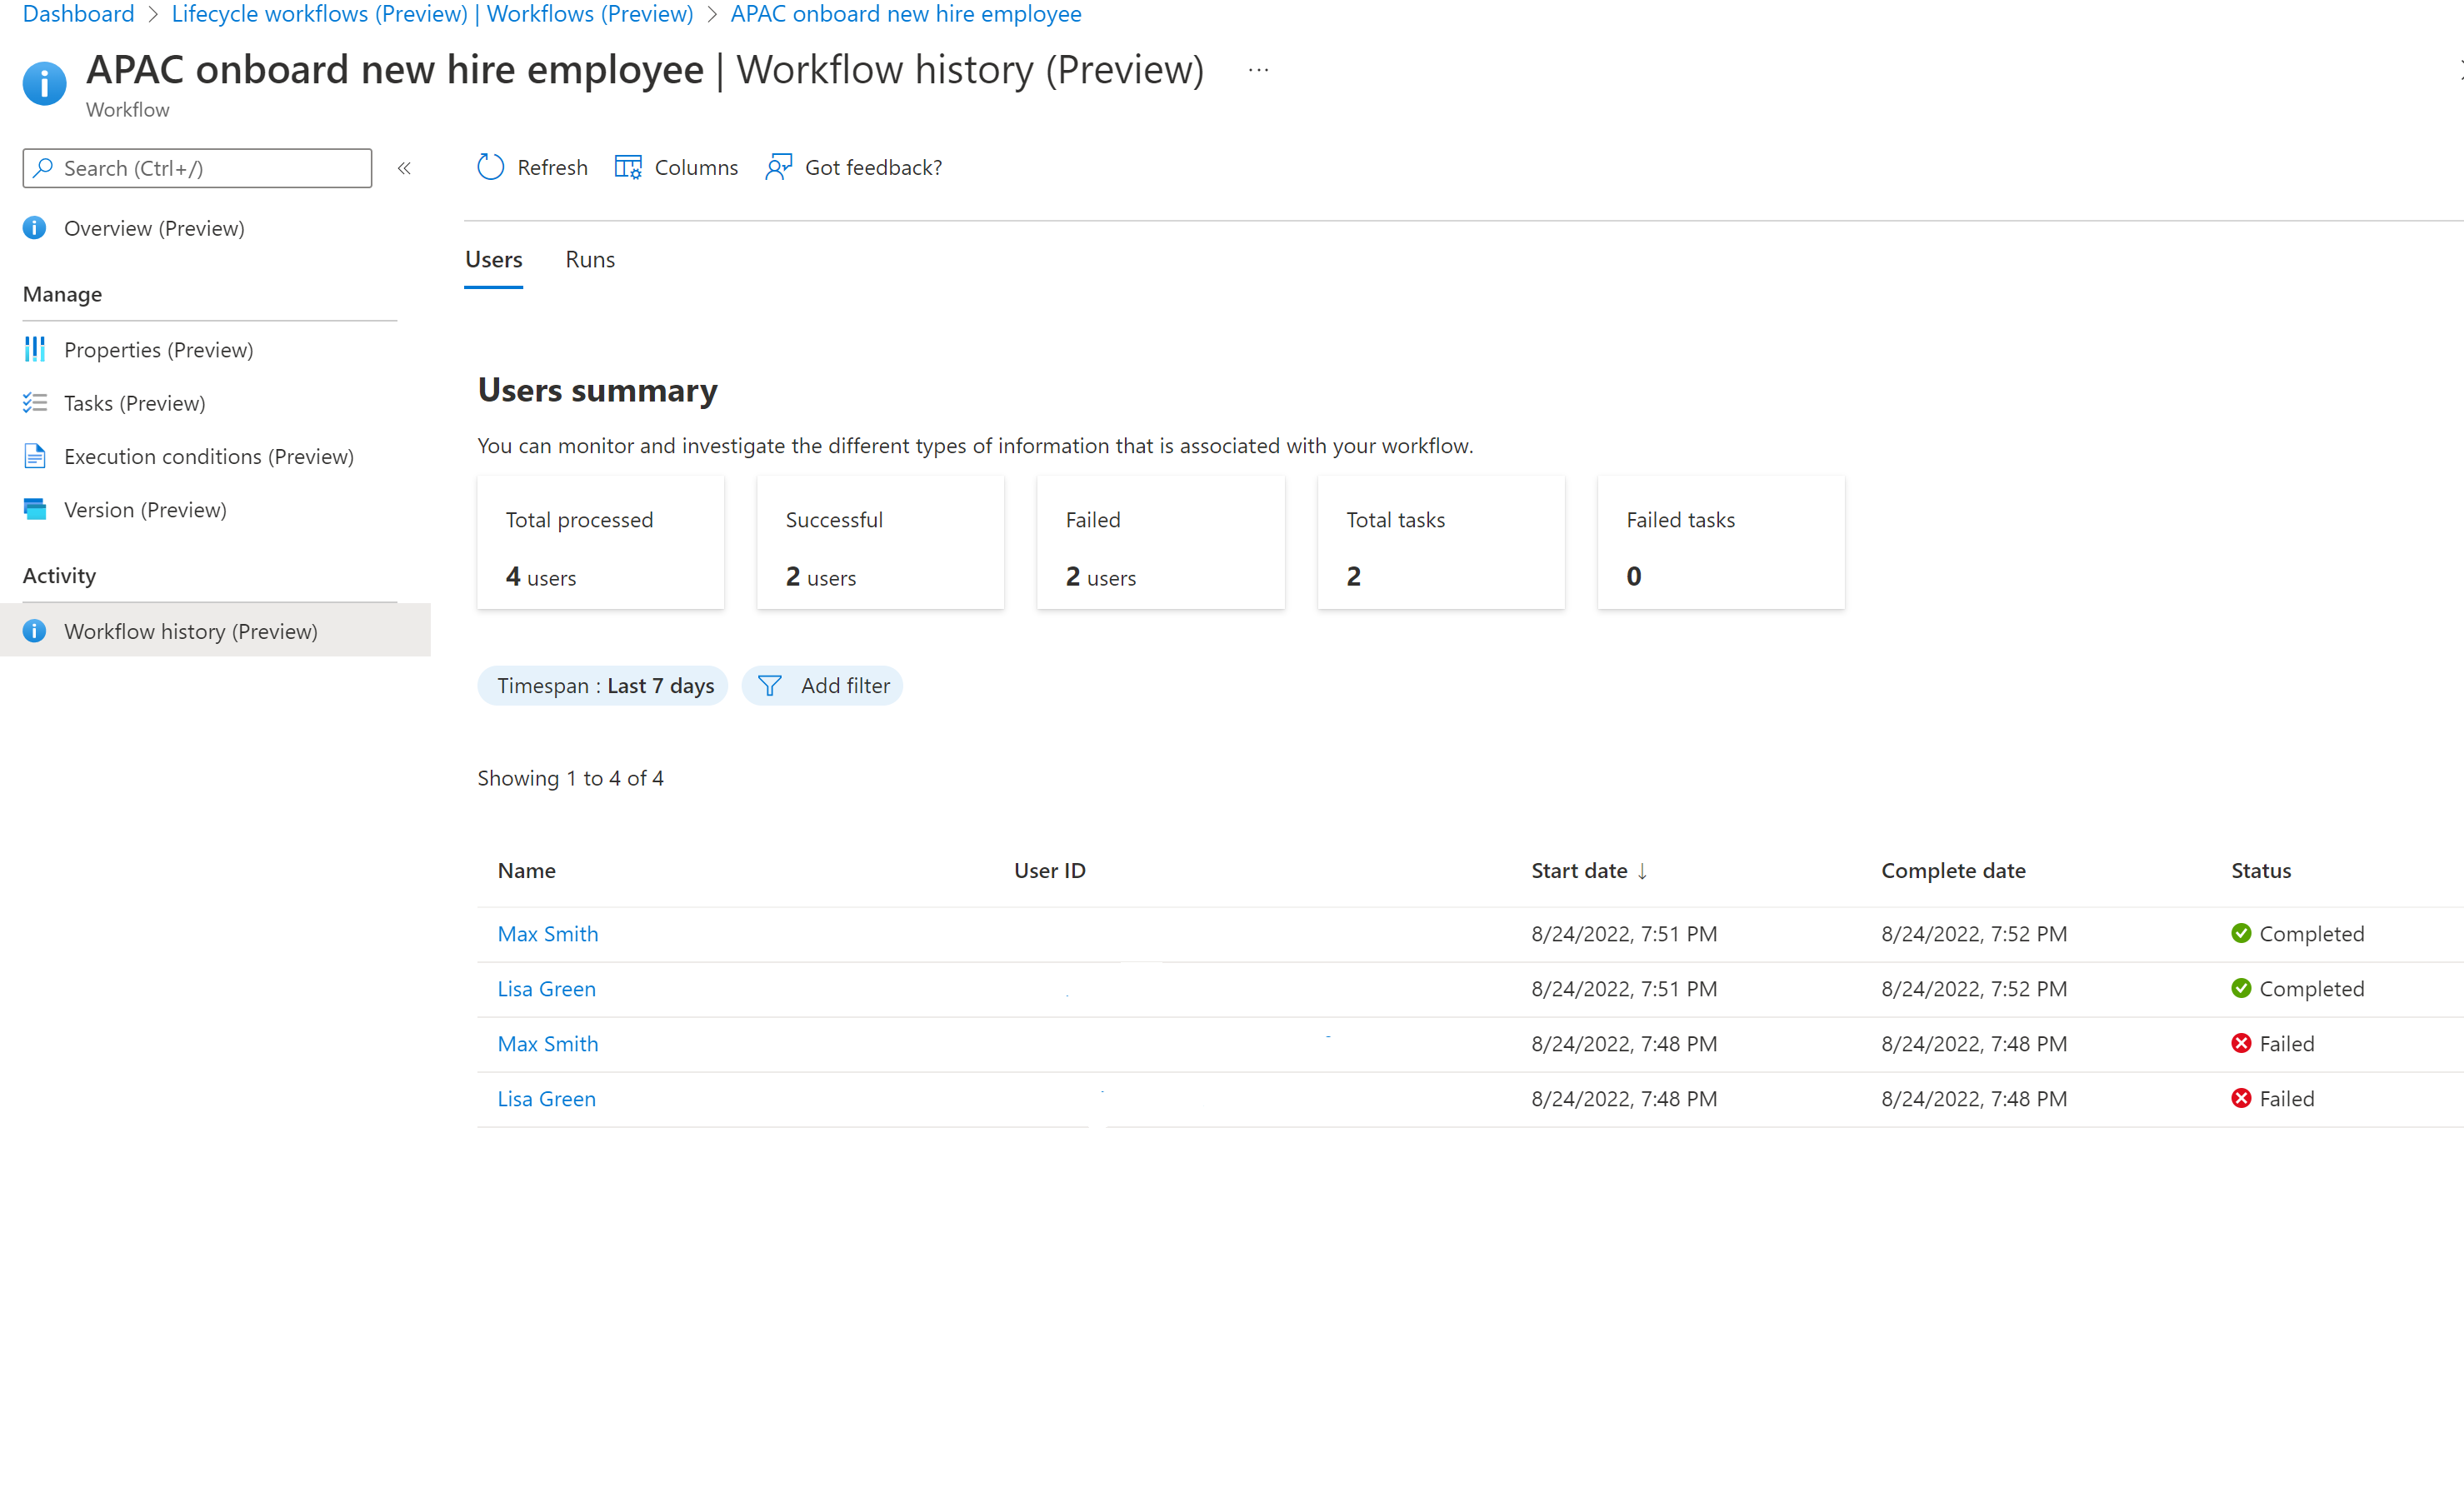 Dashboard > Lifecycle workflows (Preview) | Workflows (Preview) > APAC onboard new hire employee
APAC onboard new hire employee | Workflow history (Preview) ...
Workflow
Search (Ctrl+/) «
Overview (Preview)
Manage
Properties (Preview)
Tasks (Preview)
Execution conditions (Preview)
Version (Preview)
Activity
Workflow history (Preview)
Refresh Columns Got feedback?
Users Runs
Users summary
You can monitor and investigate the different types of information that is associated with your workflow.
Total processed Successful Failed Total tasks Failed tasks
4 users 2 users 2 users 2 0
Timespan : Last 7 days Add filter
Showing 1 to 4 of 4
Name User ID Start date ↓ Complete date Status
Max Smith 8/24/2022, 7:51 PM 8/24/2022, 7:52 PM Completed
Lisa Green 8/24/2022, 7:51 PM 8/24/2022, 7:52 PM Completed
Max Smith 8/24/2022, 7:48 PM 8/24/2022, 7:48 PM Failed
Lisa Green 8/24/2022, 7:48 PM 8/24/2022, 7:48 PM Failed